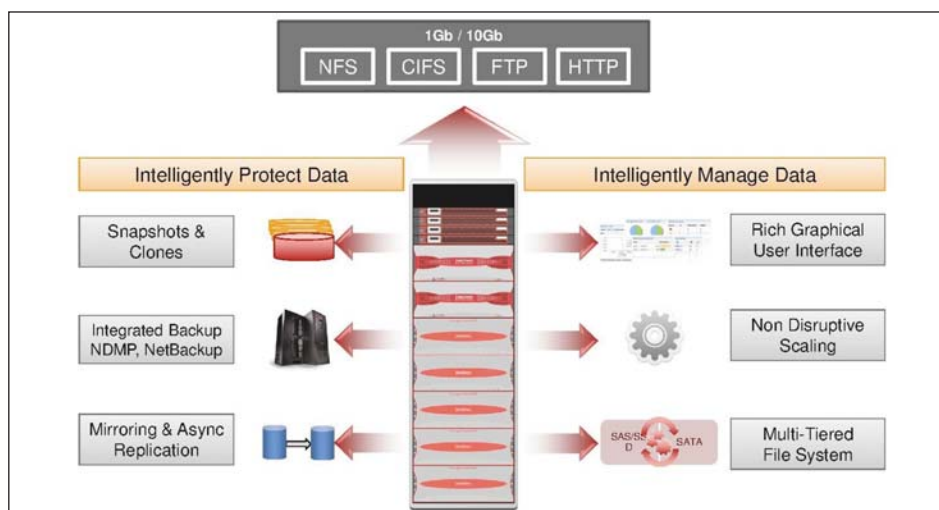 1Gb / 10Gb
NFS CIFS FTP HTTP
Intelligently Protect Data
Intelligently Manage Data
Snapshots &
Clones
Rich Graphical
User Interface
Integrated Backup
NDMP, NetBackup
Non Disruptive
Scaling
Mirroring & Async
Replication
SAS/SS
D
SATA
Multi-Tiered
File System